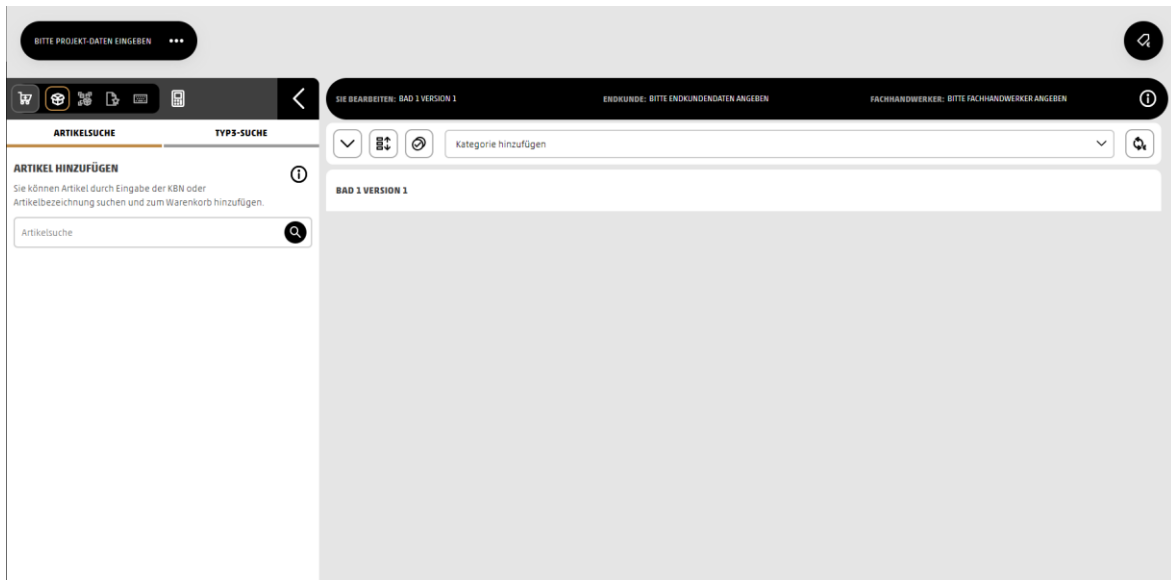 BITTE PROJEKT-DATEN EINGEBEN
SIE BEARBEITEN: BAD 1 VERSION 1
ENDKUNDE: BITTE ENDKUNDENDATEN ANGEBEN
FACHHANDWERKER: BITTE FACHHANDWERKER ANGEBEN
ARTIKELSUCHE
TYP3-SUCHE
ARTIKEL HINZUFÜGEN
Sie können Artikel durch Eingabe der KBN oder
Artikelbezeichnung suchen und zum Warenkorb hinzufügen.
Artikelsuche
Kategorie hinzufügen
BAD 1 VERSION 1